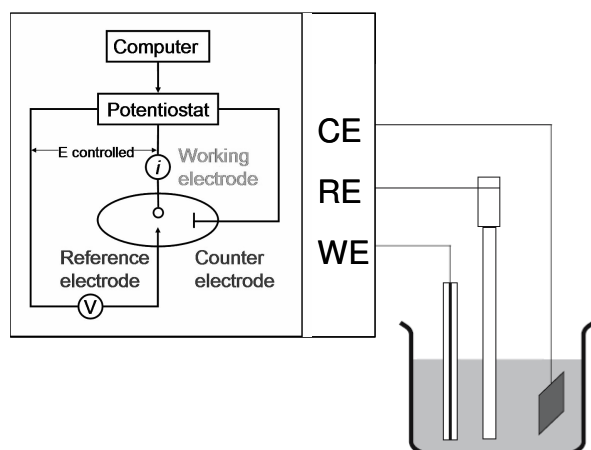 Computer
Potentiostat
E controlled
i
Working
electrode
Reference
electrode
Counter
electrode
V
CE
RE
WE